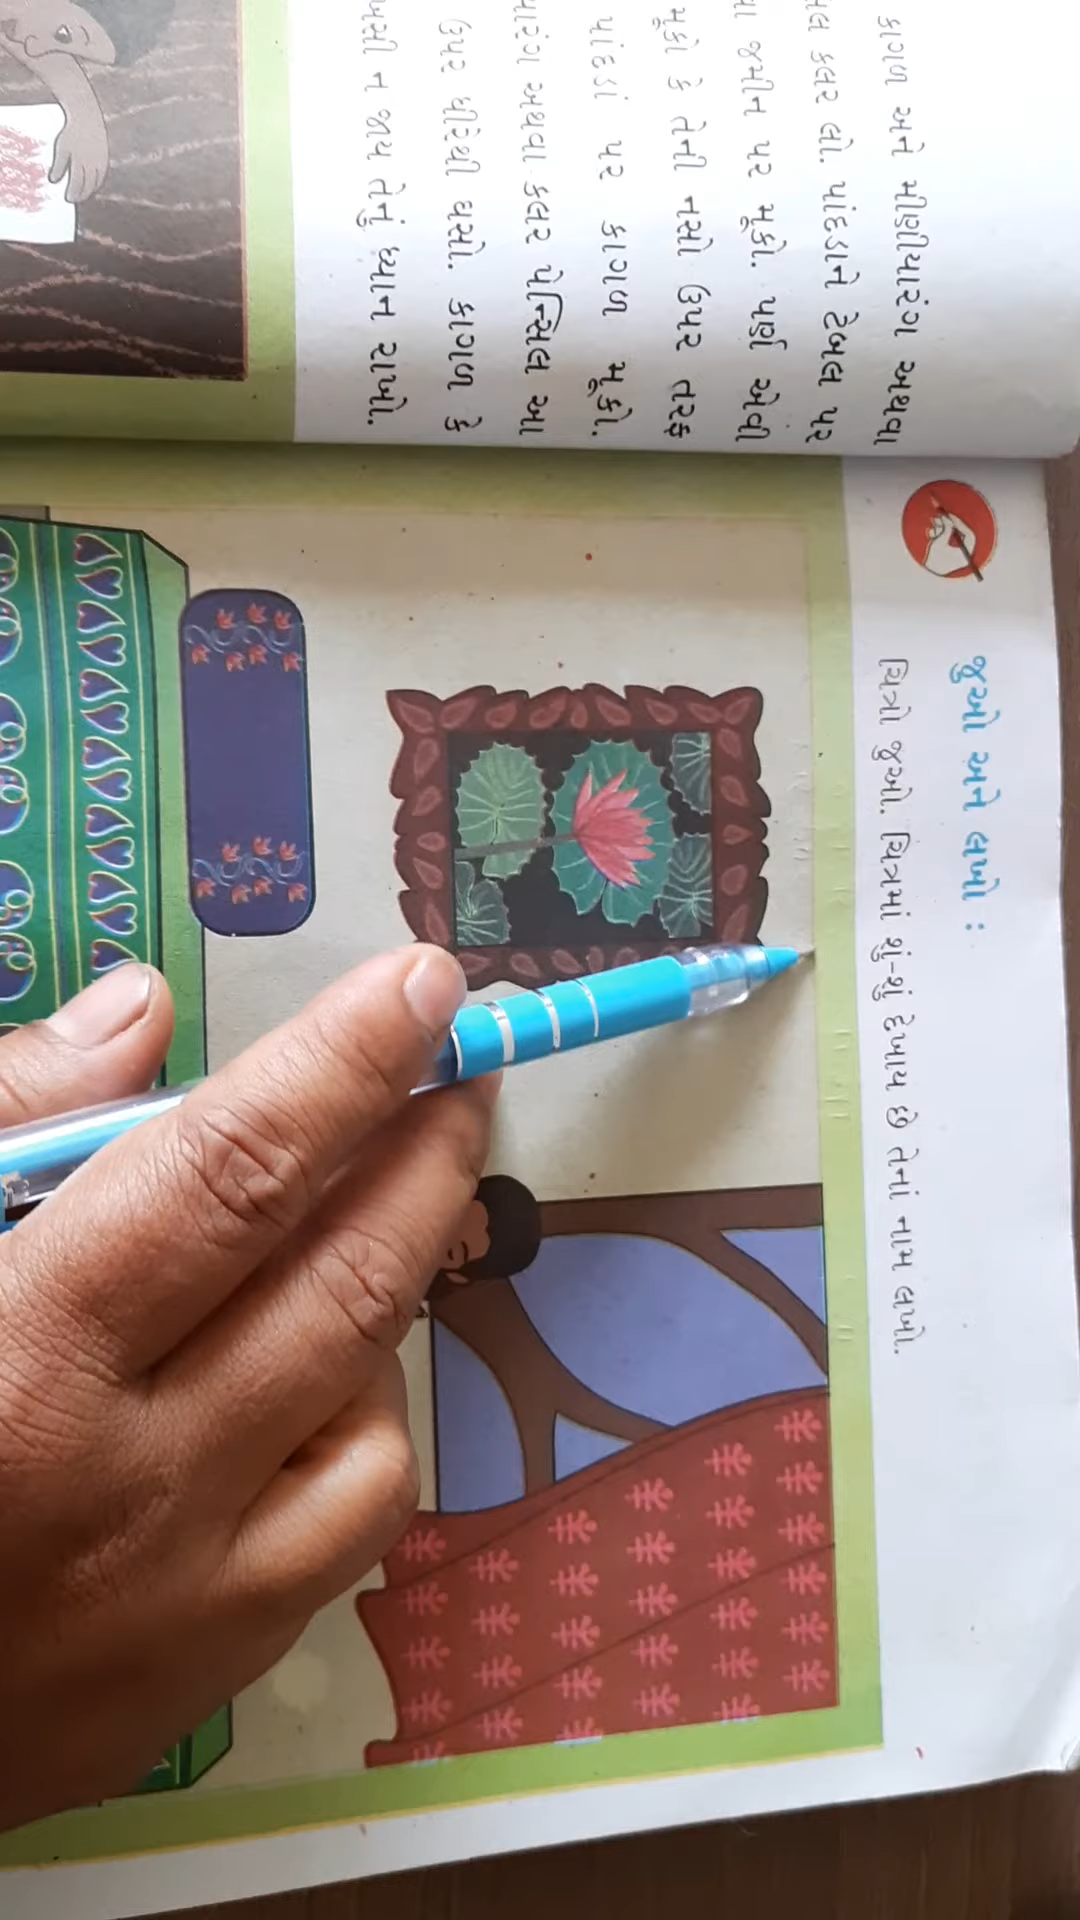 કાગળ અને મીણીયારંગ અથવા
કલર લો. પાંદડાને ટેબલ પર
જમીન પર મૂકો. પર્ણ એવી
મૂકો કે તેની નસો ઉપર તરફ
પાંદડાં પર કાગળ મૂકો.
અથવા કલર પેન્સિલ આ
ઉપર ધીરેથી ઘસો. કાગળ કે
ખસી ન જાય તેનું ધ્યાન રાખો.
જુઓ અને લખો :
ચિત્રો જુઓ. ચિત્રમાં શું-શું દેખાય છે તેનાં નામ લખો.